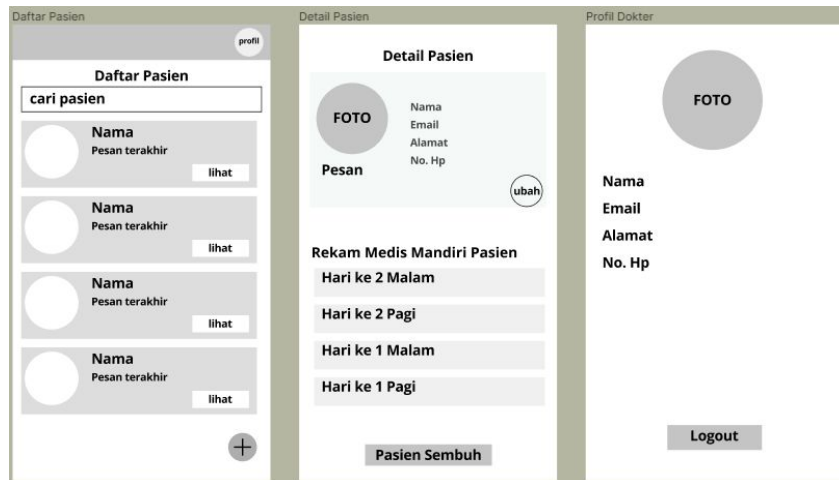 Daftar Pasien
profil
Daftar Pasien
cari pasien
Nama
Pesan terakhir
lihat
Nama
Pesan terakhir
lihat
Nama
Pesan terakhir
lihat
Nama
Pesan terakhir
lihat
+
Detail Pasien
Detail Pasien
FOTO
Nama
Email
Alamat
No. Hp
Pesan
ubah
Rekam Medis Mandiri Pasien
Hari ke 2 Malam
Hari ke 2 Pagi
Hari ke 1 Malam
Hari ke 1 Pagi
Pasien Sembuh
Profil Dokter
FOTO
Nama
Email
Alamat
No. Hp
Logout